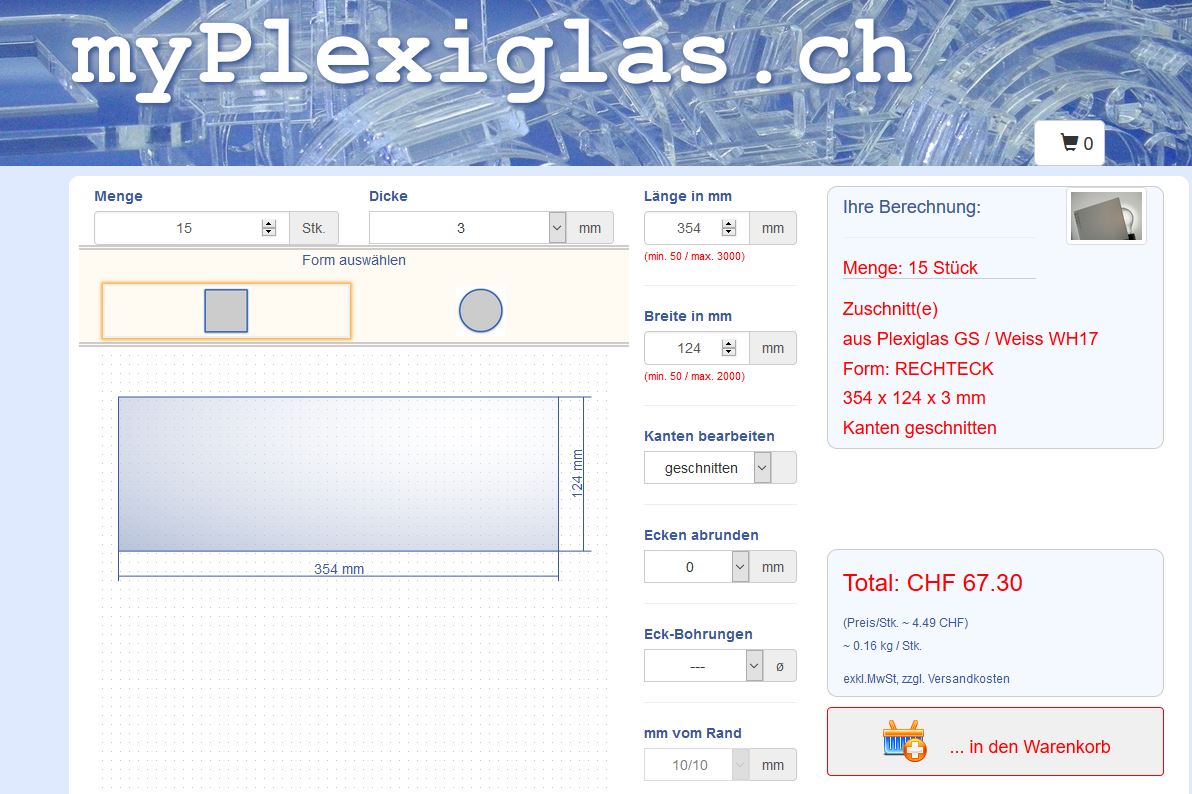 myPlexiglas.ch
0
Menge
15 Stk.
Dicke
3 mm
Form auswählen
354 mm
124 mm
Länge in mm
354 mm
(min. 50 / max. 3000)
Breite in mm
124 mm
(min. 50 / max. 2000)
Kanten bearbeiten
geschnitten
Ecken abrunden
0 mm
Eck-Bohrungen
--- ø
mm vom Rand
10/10 mm
Ihre Berechnung:
Menge: 15 Stück
Zuschnitt(e)
aus Plexiglas GS / Weiss WH17
Form: RECHTECK
354 x 124 x 3 mm
Kanten geschnitten
Total: CHF 67.30
(Preis/Stk. ~ 4.49 CHF)
~ 0.16 kg / Stk.
exkl.MwSt, zzgl. Versandkosten
... in den Warenkorb